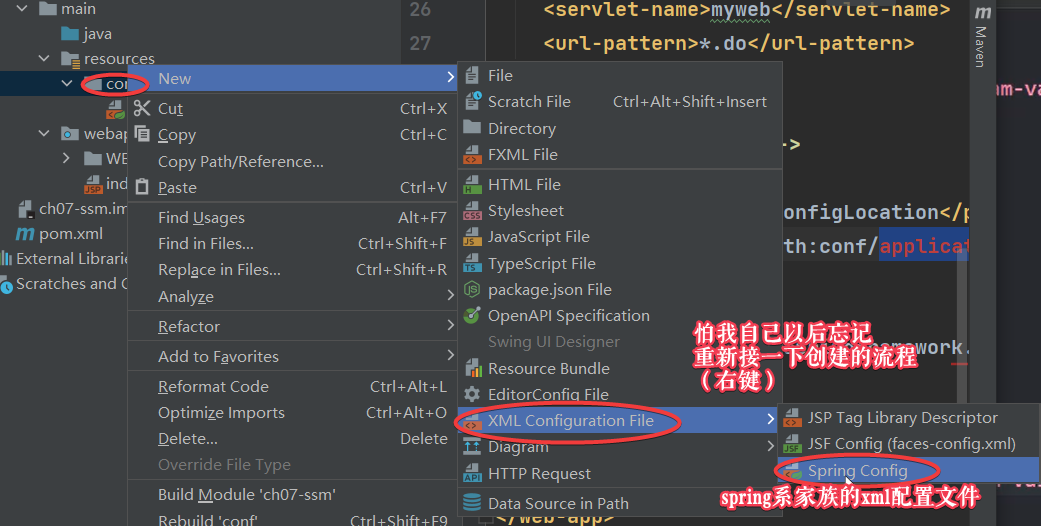 main
java
resources
webap
WE
ind
ch07-ssm.im
pom.xml
External Librarie
Scratches and C
New
Cut Ctrl+X
Copy Ctrl+C
Copy Path/Reference...
Paste Ctrl+V
Find Usages Alt+F7
Find in Files... Ctrl+Shift+F
Replace in Files... Ctrl+Shift+R
Analyze
Refactor
Add to Favorites
Reformat Code Ctrl+Alt+L
Optimize Imports Ctrl+Alt+O
Delete... Delete
Override File Type
Build Module 'ch07-ssm'
Rebuild 'conf' Ctrl+Shift+F9
File
Scratch File Ctrl+Alt+Shift+Insert
Directory
FXML File
HTML File
Stylesheet
JavaScript File
TypeScript File
package.json File
OpenAPI Specification
Swing UI Designer
Resource Bundle
EditorConfig File
XML Configuration File
Diagram
HTTP Request
Data Source in Path
JSP Tag Library Descriptor
JSF Config (faces-config.xml)
Spring Config
26 <servlet-name>myweb</servlet-name>
27 <url-pattern>*.do</url-pattern>
am-va
->
onfigLocation</p
th:conf/applicat
mework.
</web-app>
Maven
怕我自己以后忘记
重新接一下创建的流程
（右键）
spring系家族的xml配置文件